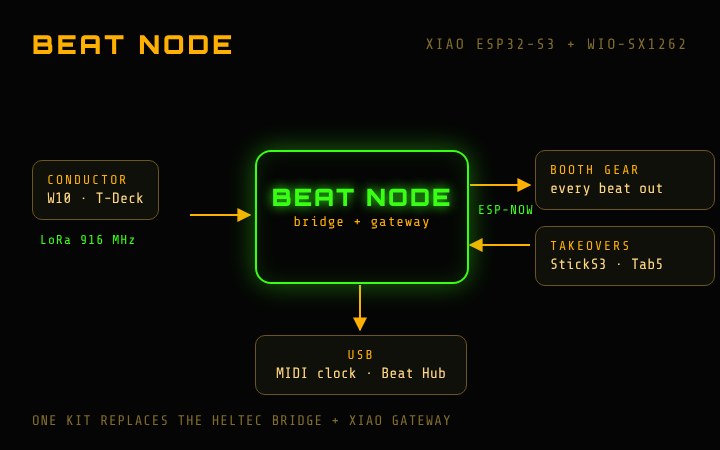 BEAT NODE
XIAO ESP32-S3 + WIO-SX1262
CONDUCTOR
W10 · T-Deck
LoRa 916 MHz
BEAT NODE
bridge + gateway
ESP-NOW
BOOTH GEAR
every beat out
TAKEOVERS
StickS3 · Tab5
USB
MIDI clock · Beat Hub
ONE KIT REPLACES THE HELTEC BRIDGE + XIAO GATEWAY